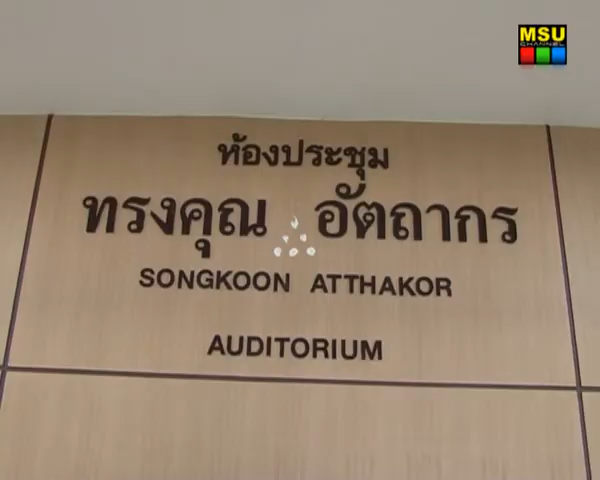 MSU
CHANNEL
ห้องประชุม
ทรงคุณ อัตถากร
SONGKOON ATTHAKOR
AUDITORIUM